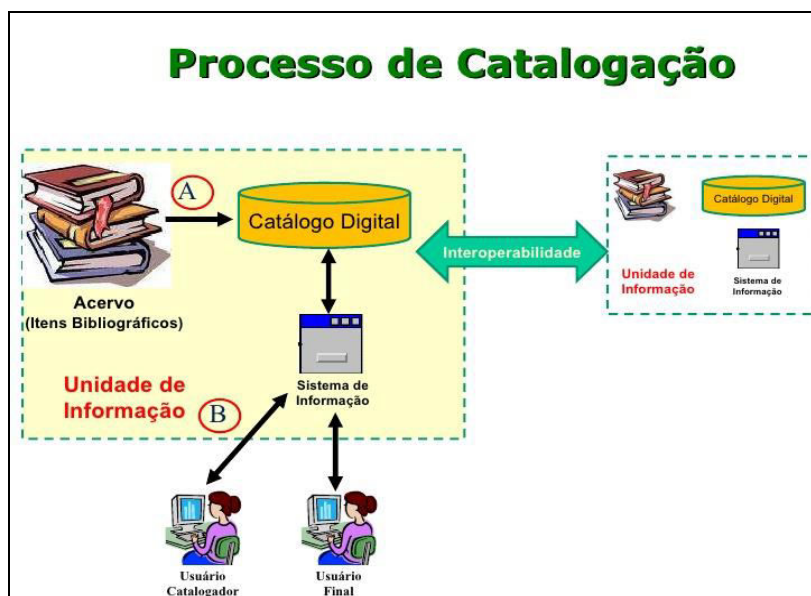 Processo de Catalogação
A
Catálogo Digital
Acervo
(Itens Bibliográficos)
Sistema de
Informação
Unidade de
Informação
B
Usuário
Catalogador
Usuário
Final
Interoperabilidade
Catálogo Digital
Unidade de
Informação
Sistema de
Informação